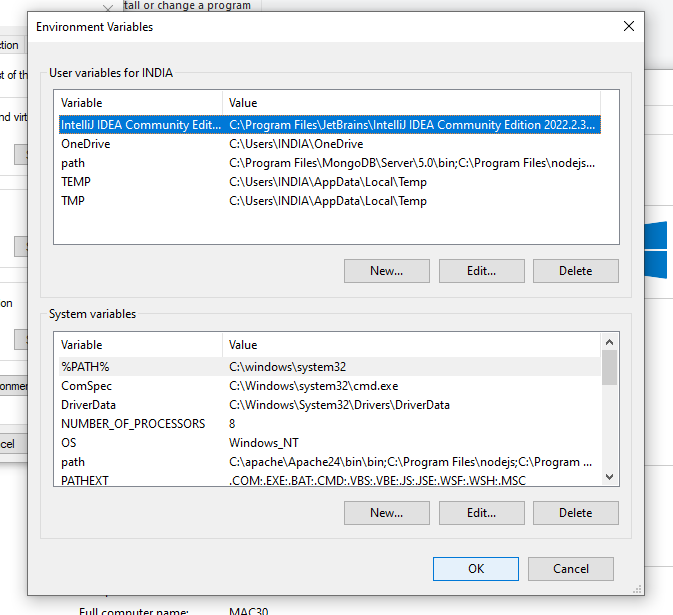 tall or change a program
Environment Variables
ction
User variables for INDIA
t of th
Variable Value
nd virtu
IntelliJ IDEA Community Edit... C:\Program Files\JetBrains\IntelliJ IDEA Community Edition 2022.2.3...
OneDrive C:\Users\INDIA\OneDrive
path C:\Program Files\MongoDB\Server\5.0\bin;C:\Program Files\nodejs...
TEMP C:\Users\INDIA\AppData\Local\Temp
TMP C:\Users\INDIA\AppData\Local\Temp
New... Edit... Delete
on
System variables
Variable Value
%PATH% C:\windows\system32
ComSpec C:\Windows\system32\cmd.exe
onmen
DriverData C:\Windows\System32\Drivers\DriverData
NUMBER_OF_PROCESSORS 8
cel
OS Windows_NT
path C:\apache\Apache24\bin\bin;C:\Program Files\nodejs;C:\Program ...
PATHEXT .COM;.EXE;.BAT;.CMD;.VBS;.VBE;.JS;.JSE;.WSF;.WSH;.MSC
New... Edit... Delete
OK Cancel
Full computer name: MAC30